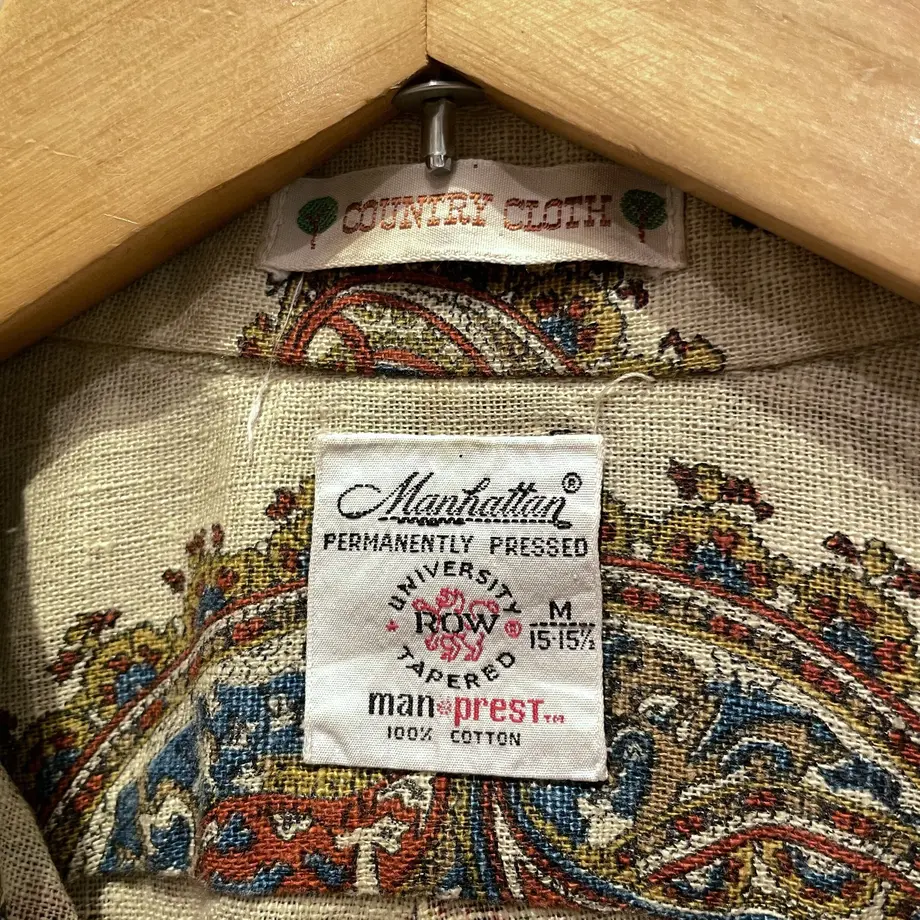 COUNTRY CLOTH
Manhattan®
PERMANENTLY PRESSED
UNIVERSITY
ROW®
TAPERED
M
15-15½
man*presT™
100% COTTON